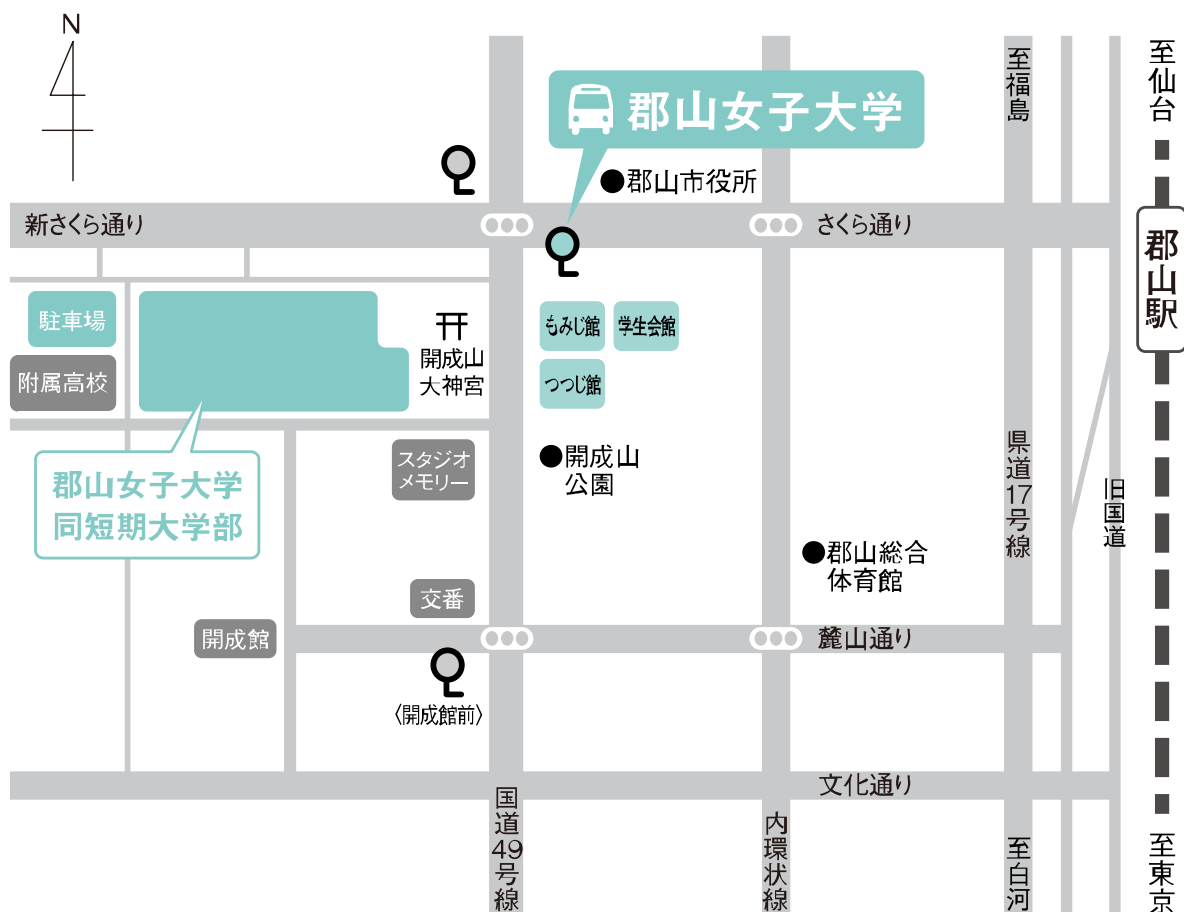 N
至仙台
至福島
郡山女子大学
郡山市役所
新さくら通り
さくら通り
郡山駅
駐車場
附属高校
開成山
大神宮
もみじ館
学生会館
つつじ館
郡山女子大学
同短期大学部
スタジオ
メモリー
開成山
公園
県道17号線
旧国道
郡山総合
体育館
交番
開成館
麓山通り
〈開成館前〉
文化通り
国道49号線
内環状線
至白河
至東京